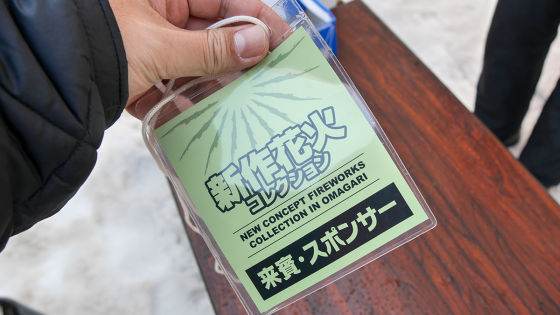 新作花火
コレクション
NEW CONCEPT FIREWORKS
COLLECTION IN OMAGARI
来賓・スポンサー